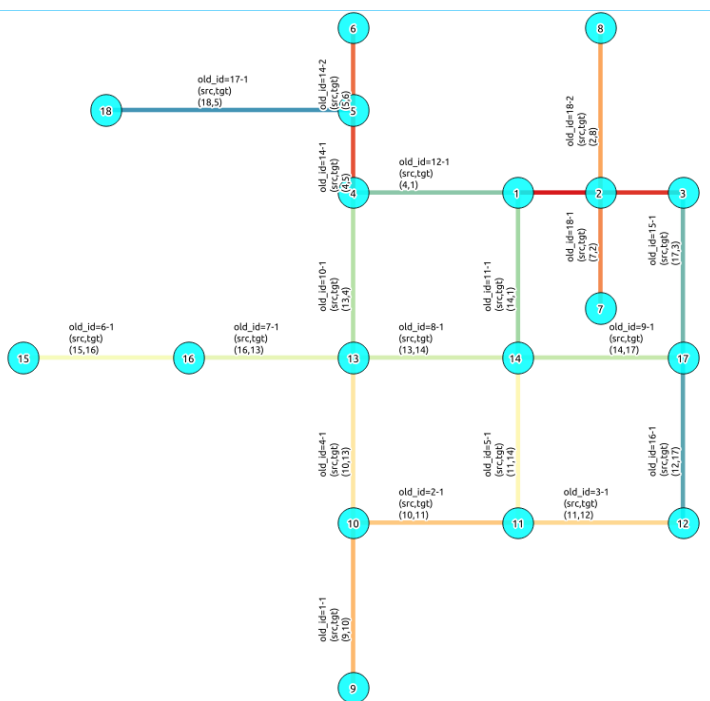 6
8
old_id=17-1
(src,tgt)
(18,5)
old_id=14-2
(src,tgt)
(5,6)
18
5
old_id=18-2
(src,tgt)
(2,8)
old_id=14-1
(src,tgt)
(4,5)
old_id=12-1
(src,tgt)
(4,1)
4
1
2
3
old_id=18-1
(src,tgt)
(7,2)
old_id=15-1
(src,tgt)
(17,3)
old_id=10-1
(src,tgt)
(13,4)
old_id=11-1
(src,tgt)
(14,1)
7
old_id=6-1
(src,tgt)
(15,16)
old_id=7-1
(src,tgt)
(16,13)
old_id=8-1
(src,tgt)
(13,14)
old_id=9-1
(src,tgt)
(14,17)
15
16
13
14
17
old_id=4-1
(src,tgt)
(10,13)
old_id=5-1
(src,tgt)
(11,14)
old_id=16-1
(src,tgt)
(12,17)
old_id=2-1
(src,tgt)
(10,11)
old_id=3-1
(src,tgt)
(11,12)
10
11
12
old_id=1-1
(src,tgt)
(9,10)
9